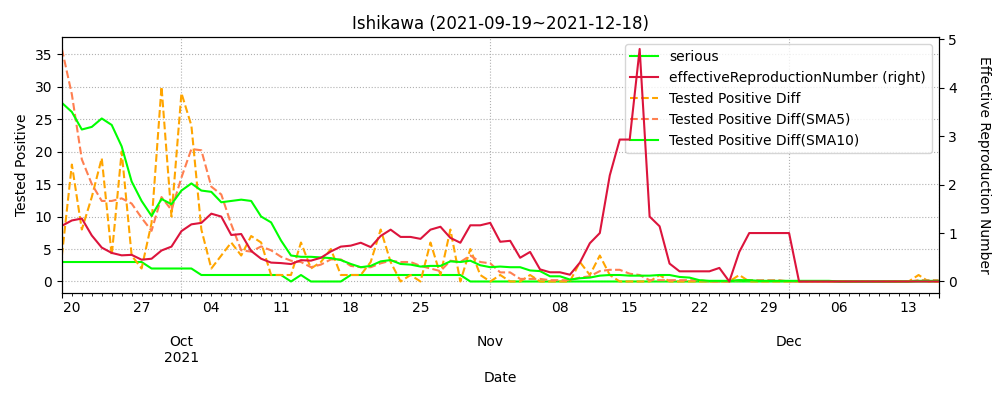 Ishikawa (2021-09-19~2021-12-18)
35
30
25
20
15
10
5
0
Tested Positive
serious
effectiveReproductionNumber (right)
Tested Positive Diff
Tested Positive Diff(SMA5)
Tested Positive Diff(SMA10)
5
4
3
2
1
0
Effective Reproduction Number
20 27 04 11 18 25 08 15 22 29 06 13
Oct Nov Dec
2021
Date